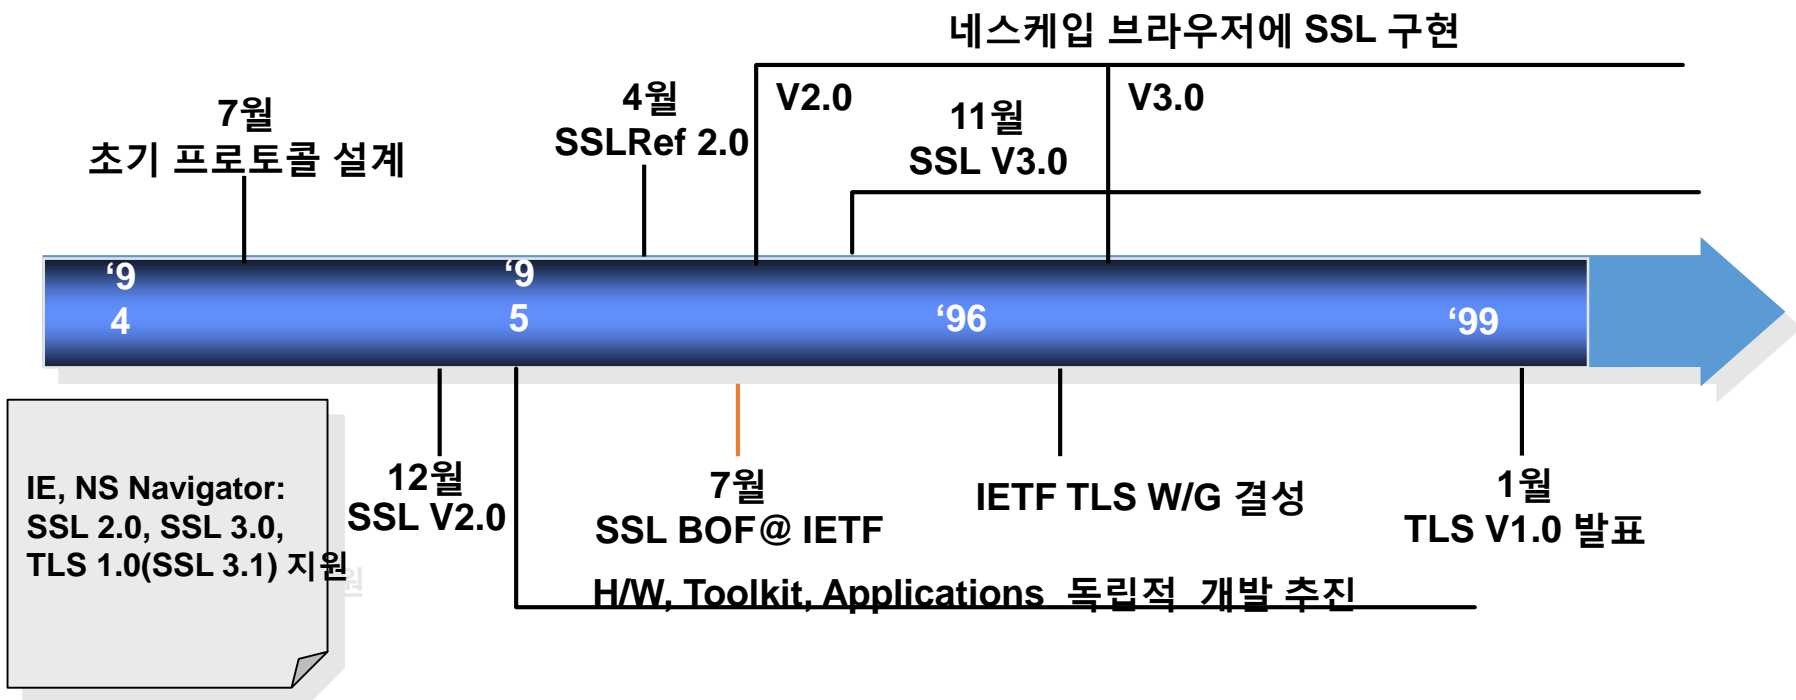 네스케입 브라우저에 SSL 구현
V2.0
V3.0
7월
초기 프로토콜 설계
4월
SSLRef 2.0
11월
SSL V3.0
‘9
4
‘9
5
‘96
‘99
IE, NS Navigator:
SSL 2.0, SSL 3.0,
TLS 1.0(SSL 3.1) 지원
12월
SSL V2.0
7월
SSL BOF@ IETF
IETF TLS W/G 결성
1월
TLS V1.0 발표
H/W, Toolkit, Applications 독립적 개발 추진